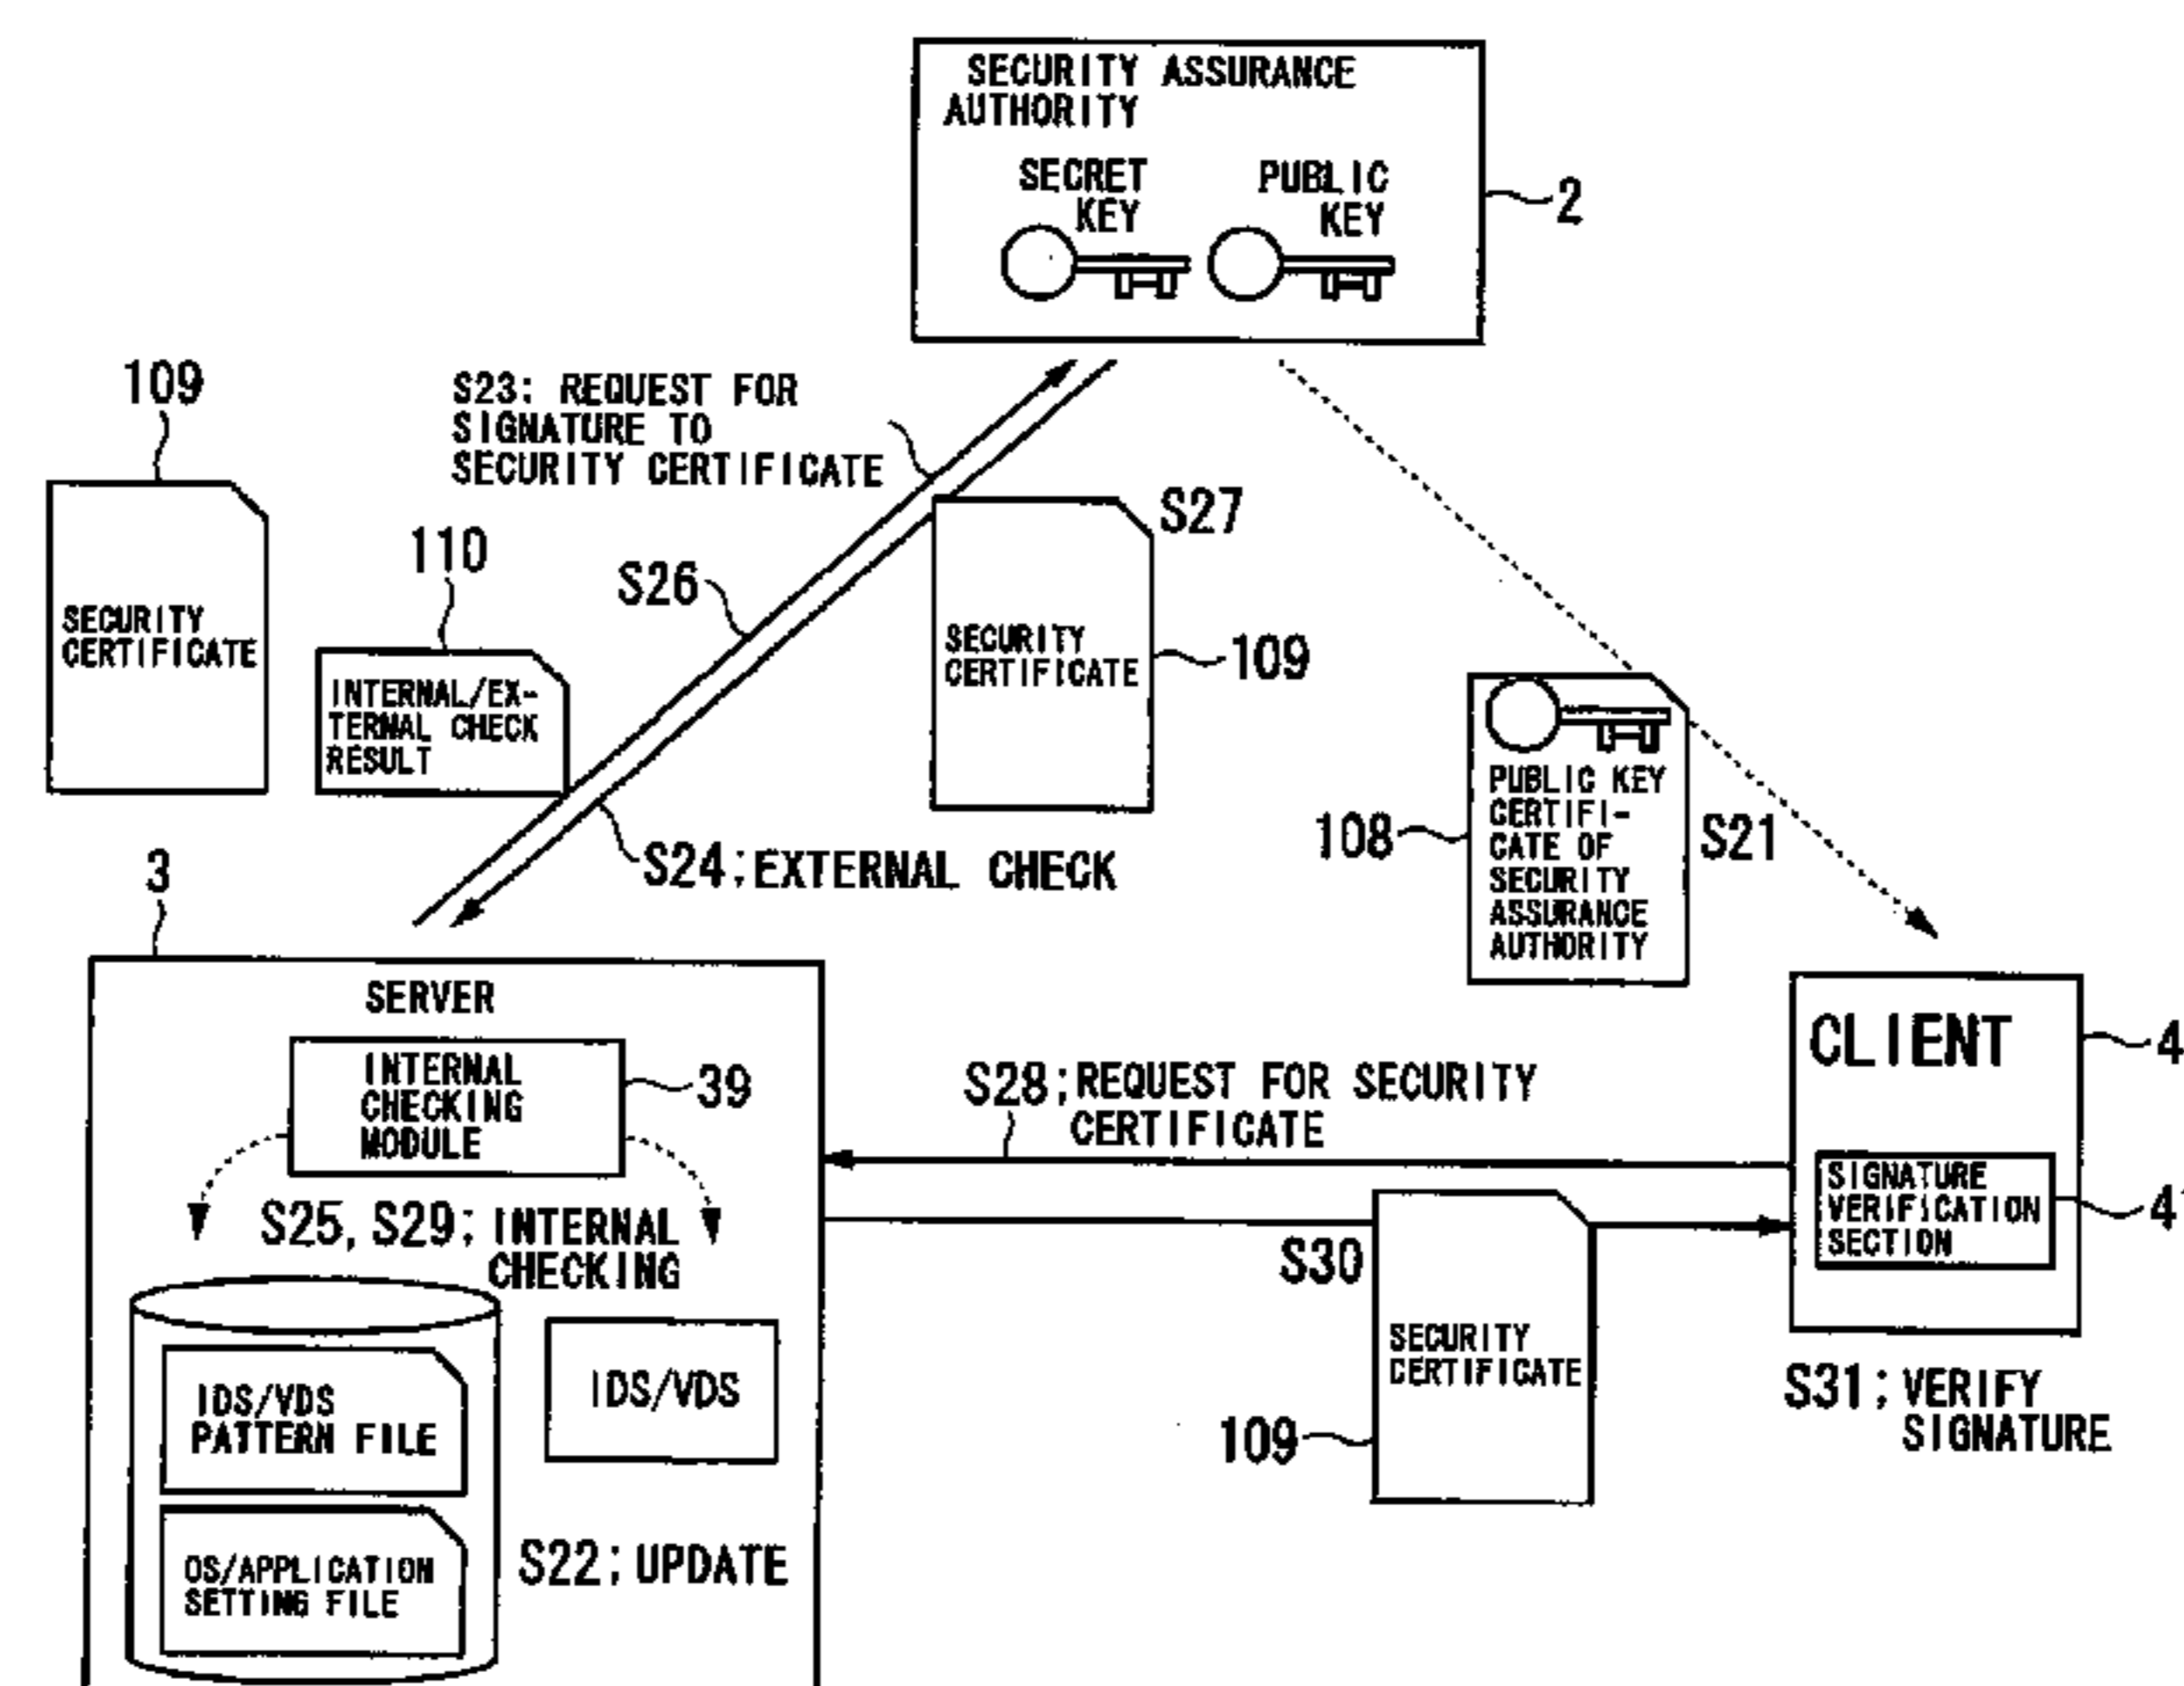 SECURITY ASSURANCE
AUTHORITY
SECRET
KEY
PUBLIC
KEY
2
109
S23; REQUEST FOR
SIGNATURE TO
SECURITY CERTIFICATE
S27
110
S26
SECURITY
CERTIFICATE
SECURITY
CERTIFICATE
109
INTERNAL/EX-
TERNAL CHECK
RESULT
PUBLIC KEY
CERTIFI-
CATE OF
SECURITY
ASSURANCE
AUTHORITY
108
S21
S24;EXTERNAL CHECK
3
SERVER
INTERNAL
CHECKING
MODULE
39
CLIENT
4
S28;REQUEST FOR SECURITY
CERTIFICATE
SIGNATURE
VERIFICATION
SECTION
S25, S29; INTERNAL
CHECKING
S30
SECURITY
CERTIFICATE
109
IDS/VDS
PATTERN FILE
IDS/VDS
S31; VERIFY
SIGNATURE
OS/APPLICATION
SETTING FILE
S22; UPDATE